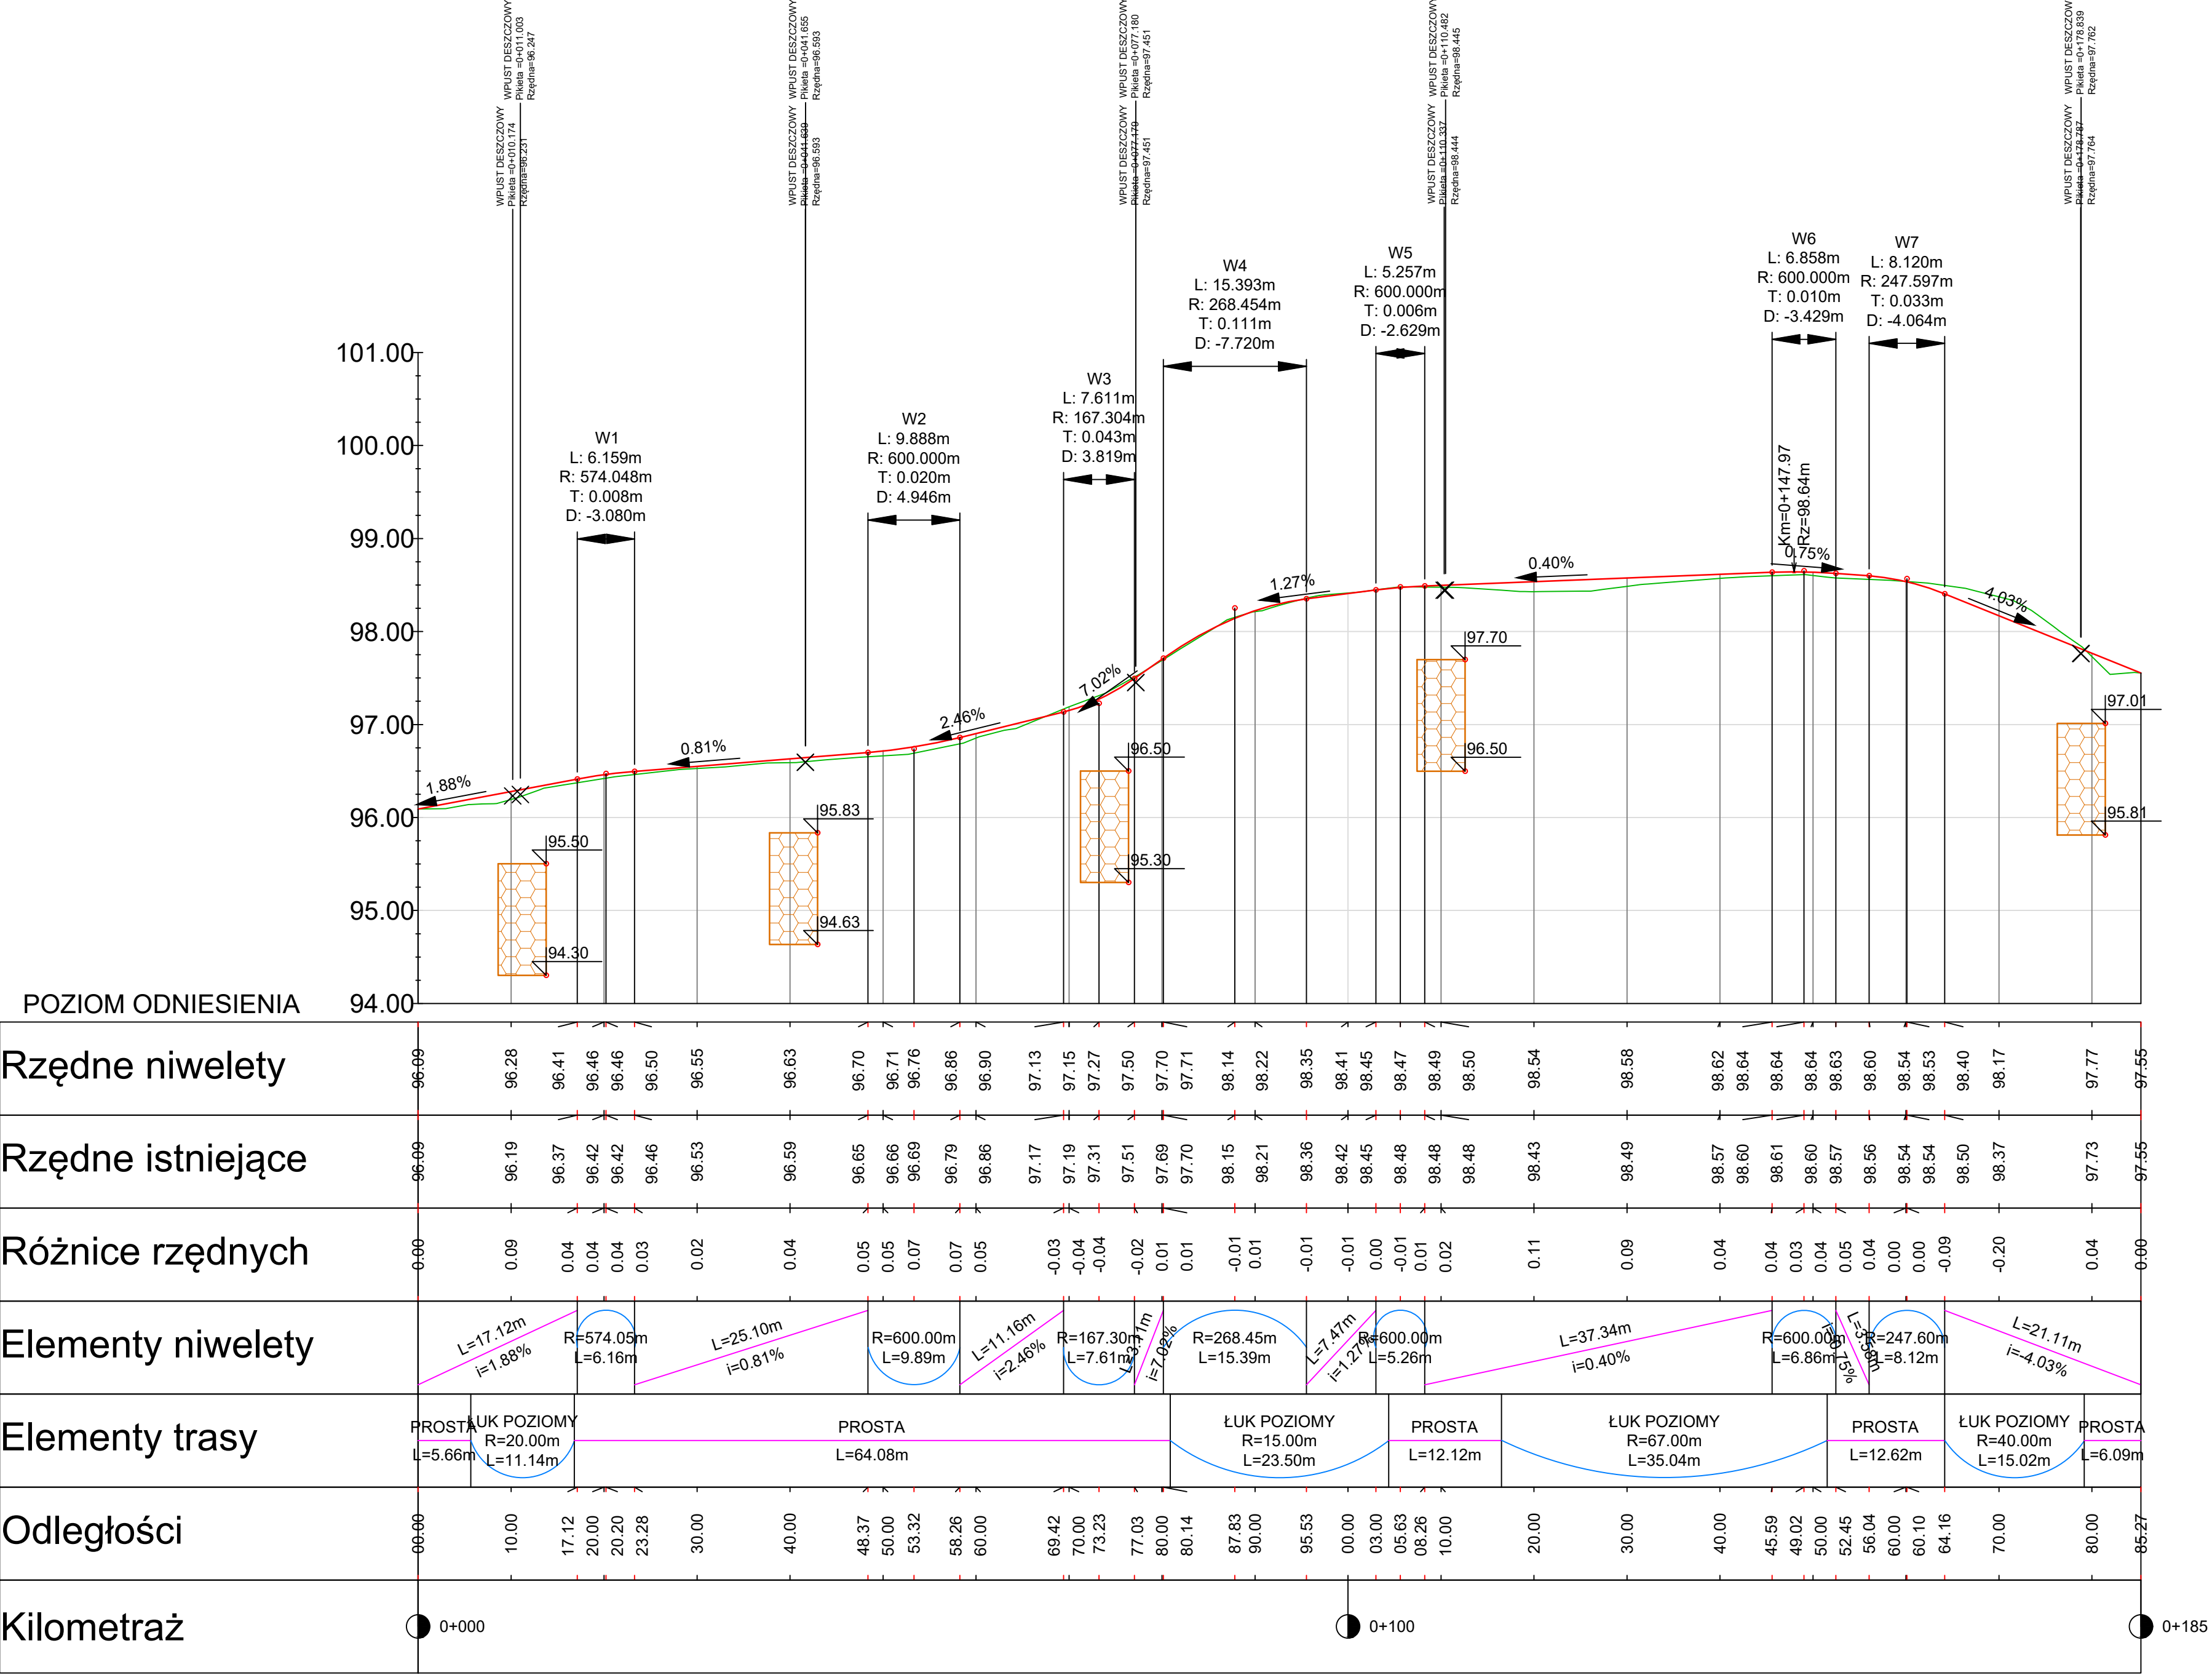 WPUST DESZCZOWY
Pikieta =0+011.003
Rzędna=96.247
WPUST DESZCZOWY
Pikieta =0+010.174
Rzędna=96.231
WPUST DESZCZOWY
Pikieta =0+041.655
Rzędna=96.593
WPUST DESZCZOWY
Pikieta =0+041.639
Rzędna=96.593
WPUST DESZCZOWY
Pikieta =0+077.180
Rzędna=97.451
WPUST DESZCZOWY
Pikieta =0+077.179
Rzędna=97.451
WPUST DESZCZOWY
Pikieta =0+110.482
Rzędna=98.445
WPUST DESZCZOWY
Pikieta =0+110.337
Rzędna=98.444
WPUST DESZCZOWY
Pikieta =0+178.839
Rzędna=97.762
WPUST DESZCZOWY
Pikieta =0+178.787
Rzędna=97.764
W1
L: 6.159m
R: 574.048m
T: 0.008m
D: -3.080m
W2
L: 9.888m
R: 600.000m
T: 0.020m
D: 4.946m
W3
L: 7.611m
R: 167.304m
T: 0.043m
D: 3.819m
W4
L: 15.393m
R: 268.454m
T: 0.111m
D: -7.720m
W5
L: 5.257m
R: 600.000m
T: 0.006m
D: -2.629m
W6
L: 6.858m
R: 600.000m
T: 0.010m
D: -3.429m
W7
L: 8.120m
R: 247.597m
T: 0.033m
D: -4.064m
Km=0+147.97
Rz=98.64m
101.00
100.00
99.00
98.00
97.00
96.00
95.00
94.00
1.88%
0.81%
2.46%
7.02%
1.27%
0.40%
0.75%
4.03%
95.50
94.30
95.83
94.63
96.50
95.30
97.70
96.50
97.01
95.81
POZIOM ODNIESIENIA
Rzędne niwelety
96.09 96.28 96.41 96.46 96.46 96.50 96.55 96.63 96.70 96.71 96.76 96.86 96.90 97.13 97.15 97.27 97.50 97.70 97.71 98.14 98.22 98.35 98.41 98.45 98.47 98.49 98.50 98.54 98.58 98.62 98.64 98.64 98.64 98.63 98.60 98.54 98.53 98.40 98.17 97.77 97.55
Rzędne istniejące
96.09 96.19 96.37 96.42 96.42 96.46 96.53 96.59 96.65 96.66 96.69 96.79 96.86 97.17 97.19 97.31 97.51 97.69 97.70 98.15 98.21 98.36 98.42 98.45 98.48 98.48 98.48 98.43 98.49 98.57 98.60 98.61 98.60 98.57 98.56 98.54 98.54 98.50 98.37 97.73 97.55
Różnice rzędnych
0.00 0.09 0.04 0.04 0.04 0.03 0.02 0.04 0.05 0.05 0.07 0.07 0.05 -0.03 -0.04 -0.04 -0.02 0.01 0.01 -0.01 0.01 -0.01 -0.01 0.00 -0.01 0.01 0.02 0.11 0.09 0.04 0.04 0.03 0.04 0.05 0.04 0.00 0.00 -0.09 -0.20 0.04 0.00
Elementy niwelety
L=17.12m
i=1.88%
R=574.05m
L=6.16m
L=25.10m
i=0.81%
R=600.00m
L=9.89m
L=11.16m
i=2.46%
R=167.30m
L=7.61m
L=3.11m
i=7.02%
R=268.45m
L=15.39m
L=7.47m
i=1.27%
R=600.00m
L=5.26m
L=37.34m
i=0.40%
R=600.00m
L=6.86m
L=3.58m
i=-0.75%
R=247.60m
L=8.12m
L=21.11m
i=-4.03%
Elementy trasy
PROSTA
L=5.66m
ŁUK POZIOMY
R=20.00m
L=11.14m
PROSTA
L=64.08m
ŁUK POZIOMY
R=15.00m
L=23.50m
PROSTA
L=12.12m
ŁUK POZIOMY
R=67.00m
L=35.04m
PROSTA
L=12.62m
ŁUK POZIOMY
R=40.00m
L=15.02m
PROSTA
L=6.09m
Odległości
00.00 10.00 17.12 20.00 20.20 23.28 30.00 40.00 48.37 50.00 53.32 58.26 60.00 69.42 70.00 73.23 77.03 80.00 80.14 87.83 90.00 95.53 00.00 03.00 05.63 08.26 10.00 20.00 30.00 40.00 45.59 49.02 50.00 52.45 56.04 60.00 60.10 64.16 70.00 80.00 85.27
Kilometraż
0+000
0+100
0+185